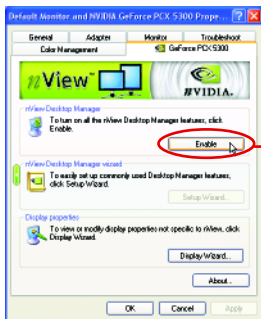 Default Monitor and NVIDIA GeForce PCX 5300 Prope...
General Adapter Monitor Troubleshoot
Color Management GeForce PCX 5300
nView™ NVIDIA.
nView Desktop Manager
To turn on all the nView Desktop Manager features, click
Enable.
Enable
nView Desktop Manager wizard
To easily set up commonly used Desktop Manager features,
click Setup Wizard.
Setup Wizard...
Display properties
To view or modify display properties not specific to nView, click
Display Wizard.
Display Wizard...
About...
OK Cancel Apply